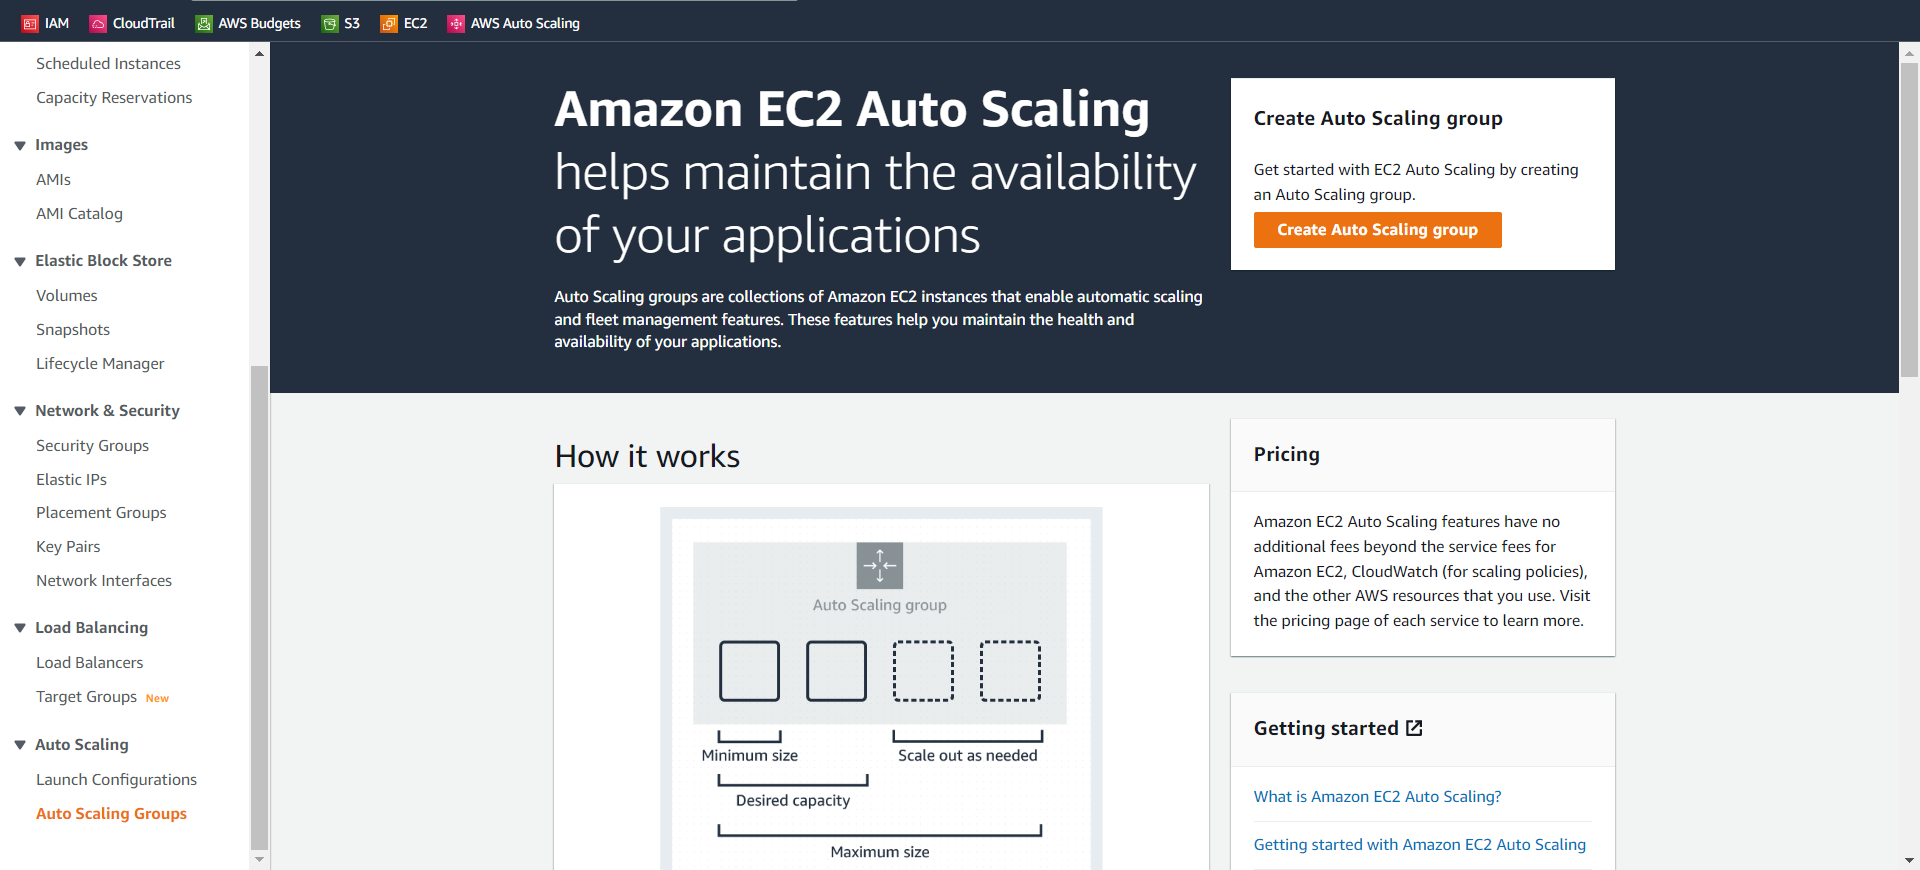 IAM CloudTrail AWS Budgets S3 EC2 AWS Auto Scaling
Scheduled Instances
Capacity Reservations
Images
AMIs
AMI Catalog
Elastic Block Store
Volumes
Snapshots
Lifecycle Manager
Network & Security
Security Groups
Elastic IPs
Placement Groups
Key Pairs
Network Interfaces
Load Balancing
Load Balancers
Target Groups New
Auto Scaling
Launch Configurations
Auto Scaling Groups
Amazon EC2 Auto Scaling
helps maintain the availability
of your applications
Auto Scaling groups are collections of Amazon EC2 instances that enable automatic scaling
and fleet management features. These features help you maintain the health and
availability of your applications.
Create Auto Scaling group
Get started with EC2 Auto Scaling by creating
an Auto Scaling group.
Create Auto Scaling group
How it works
Auto Scaling group
Minimum size
Scale out as needed
Desired capacity
Maximum size
Pricing
Amazon EC2 Auto Scaling features have no
additional fees beyond the service fees for
Amazon EC2, CloudWatch (for scaling policies),
and the other AWS resources that you use. Visit
the pricing page of each service to learn more.
Getting started
What is Amazon EC2 Auto Scaling?
Getting started with Amazon EC2 Auto Scaling